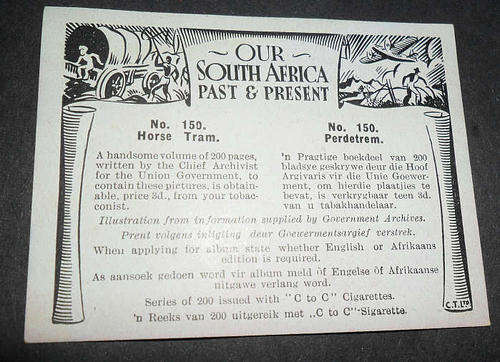 ~ OUR ~
SOUTH AFRICA
PAST & PRESENT
No. 150.
Horse Tram.
A handsome volume of 200 pages,
written by the Chief Archivist
for the Union Government, to
contain these pictures, is obtain-
able, price 3d., from your tobac-
conist.
No. 150.
Perdetrem.
'n Pragtige boekdeel van 200
bladsye geskrywe deur die Hoof
Argivaris vir die Unie Goewer-
ment, om hierdie plaatjies te
bevat, is verkrygbaar teen 3d.
van u tabakhandelaar.
Illustration from information supplied by Government Archives.
Prent volgens inligting deur Goewermentsargief verstrek.
When applying for album state whether English or Afrikaans
edition is required.
As aansoek gedoen word vir album meld òf Engelse òf Afrikaanse
uitgawe verlang word.
Series of 200 issued with "C to C" Cigarettes.
'n Reeks van 200 uitgereik met „C to C"-Sigarette.
C.T. LTD